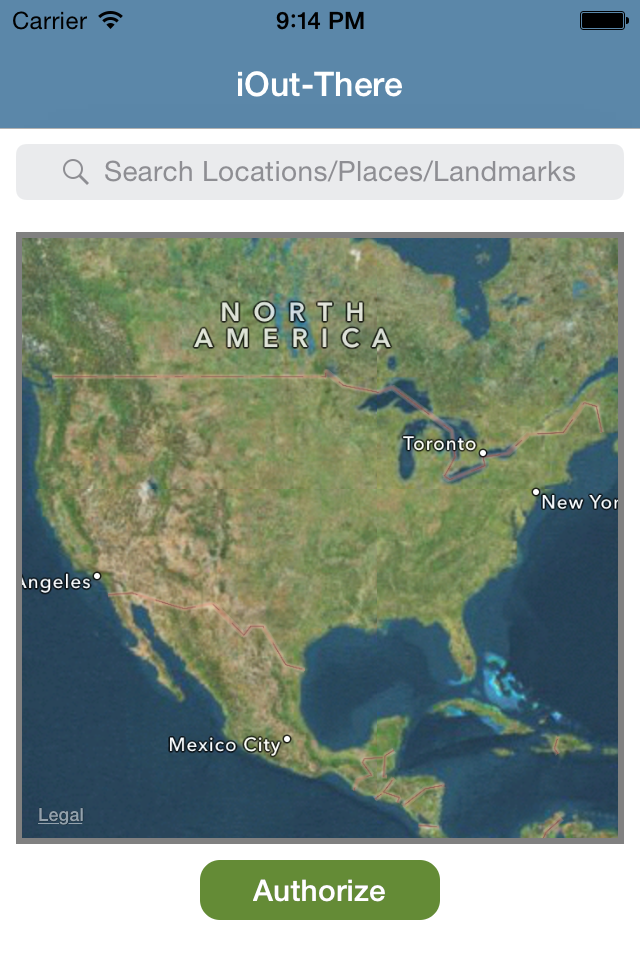 Carrier 9:14 PM
iOut-There
Search Locations/Places/Landmarks
NORTH
AMERICA
Toronto
New Yor
Angeles
Mexico City
Legal
Authorize